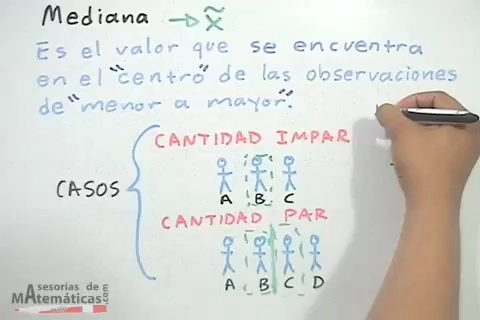 Mediana → x̃
Es el valor que se encuentra
en el "centro" de las observaciones
de "menor a mayor".
CANTIDAD IMPAR
A B C
CASOS
CANTIDAD PAR
A B C D
Asesorías de
MATemáticas.com